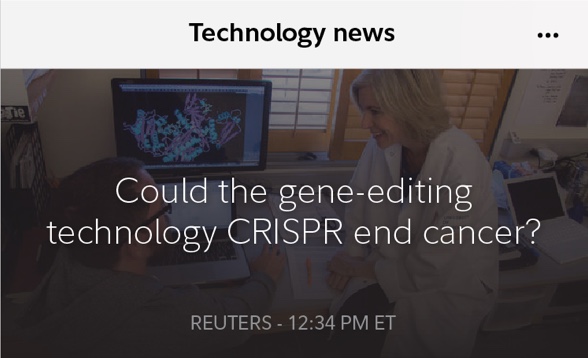 Technology news
Could the gene-editing
technology CRISPR end cancer?
REUTERS - 12:34 PM ET